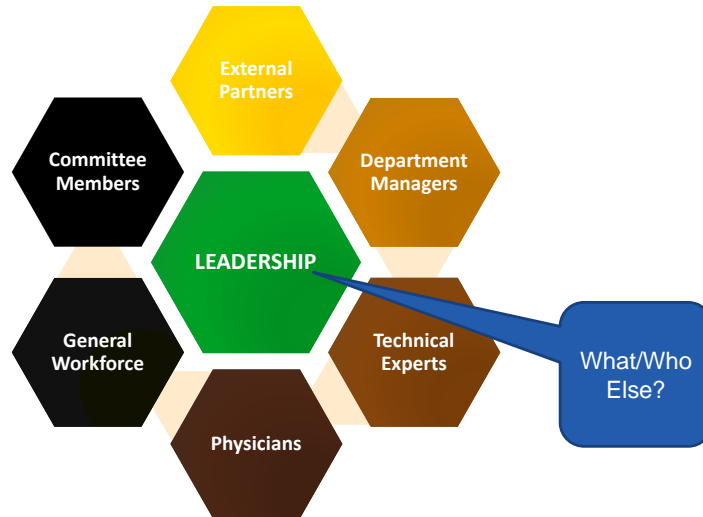 External
Partners
Department
Managers
Committee
Members
LEADERSHIP
General
Workforce
Technical
Experts
What/Who
Else?
Physicians